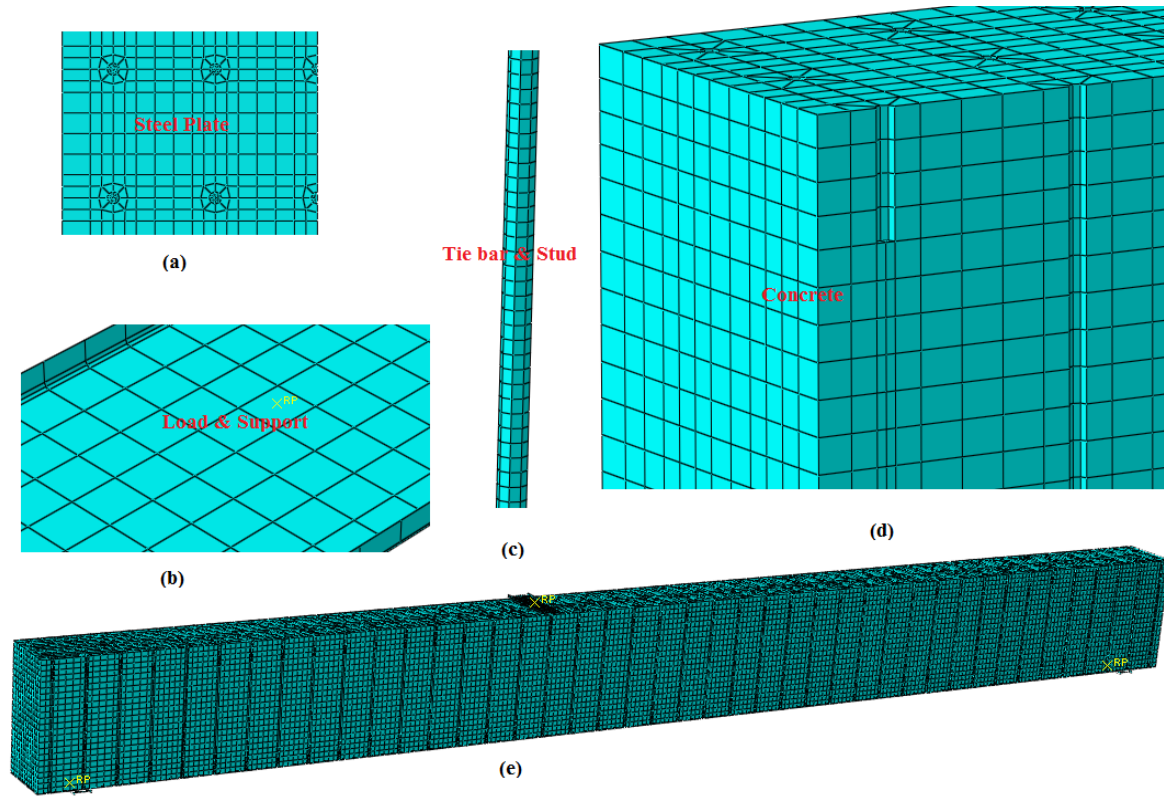 Steel Plate
(a)
RP
Load & Support
(b)
Tie bar & Stud
(c)
Concrete
(d)
RP
RP
RP
(e)